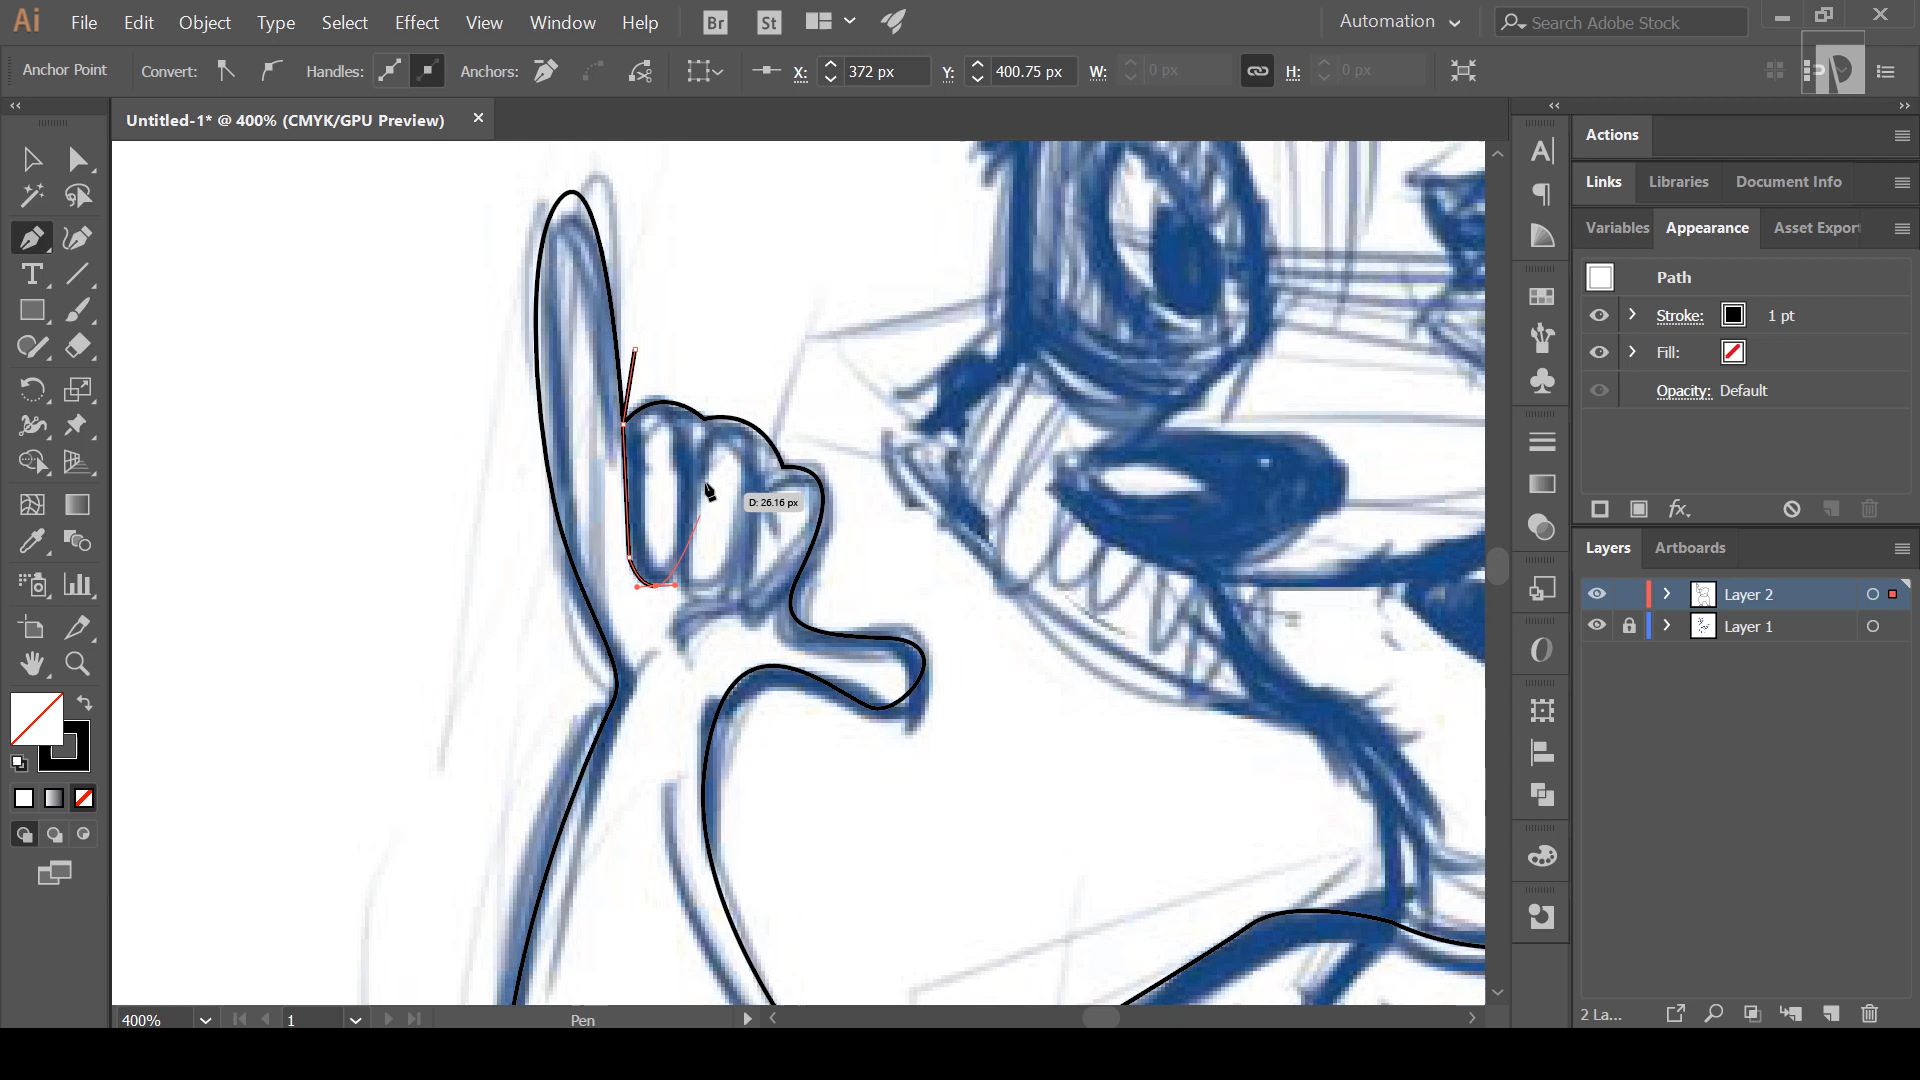 Ai File Edit Object Type Select Effect View Window Help Br St Automation Search Adobe Stock
Anchor Point Convert: Handles: Anchors: X: 372 px Y: 400.75 px W: 0 px H: 0 px
Untitled-1* @ 400% (CMYK/GPU Preview)
Actions
Links Libraries Document Info
Variables Appearance Asset Expor
Path
Stroke: 1 pt
Fill:
Opacity: Default
fx.
D: 26.16 px
Layers Artboards
Layer 2
Layer 1
2 La...
400% 1 Pen